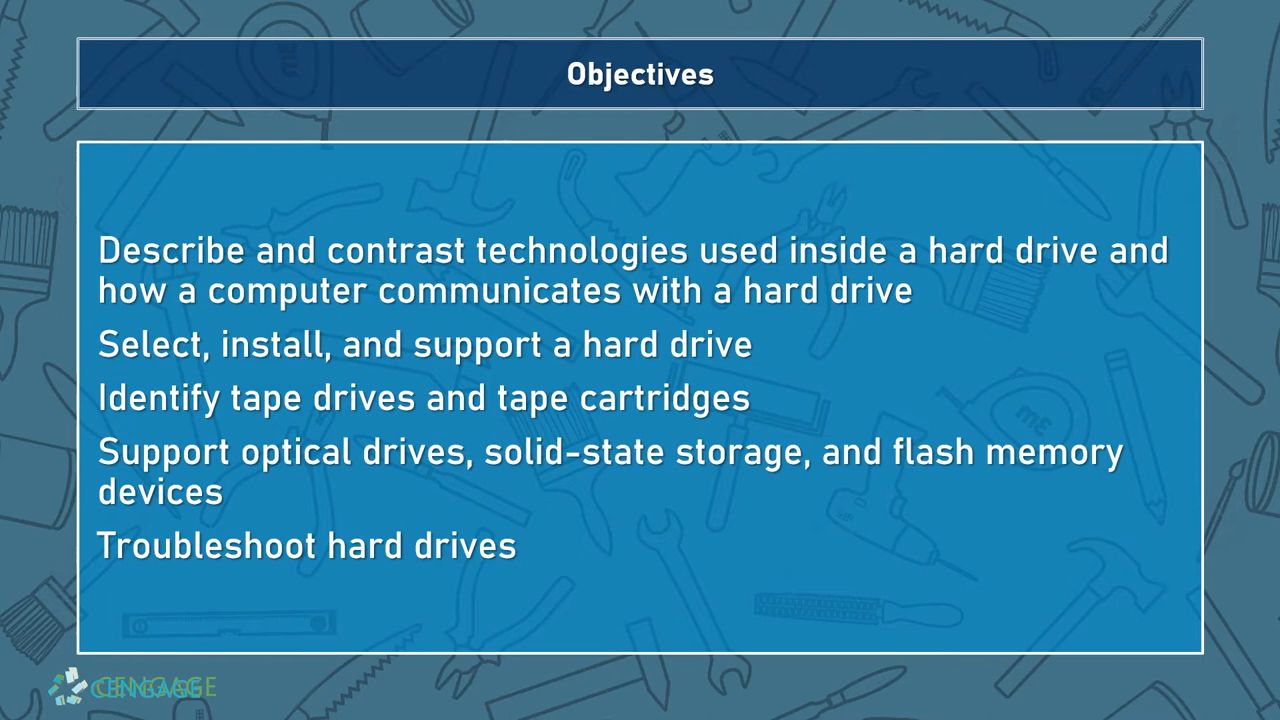 Objectives
Describe and contrast technologies used inside a hard drive and
how a computer communicates with a hard drive
Select, install, and support a hard drive
Identify tape drives and tape cartridges
Support optical drives, solid-state storage, and flash memory
devices
Troubleshoot hard drives
CENGAGE